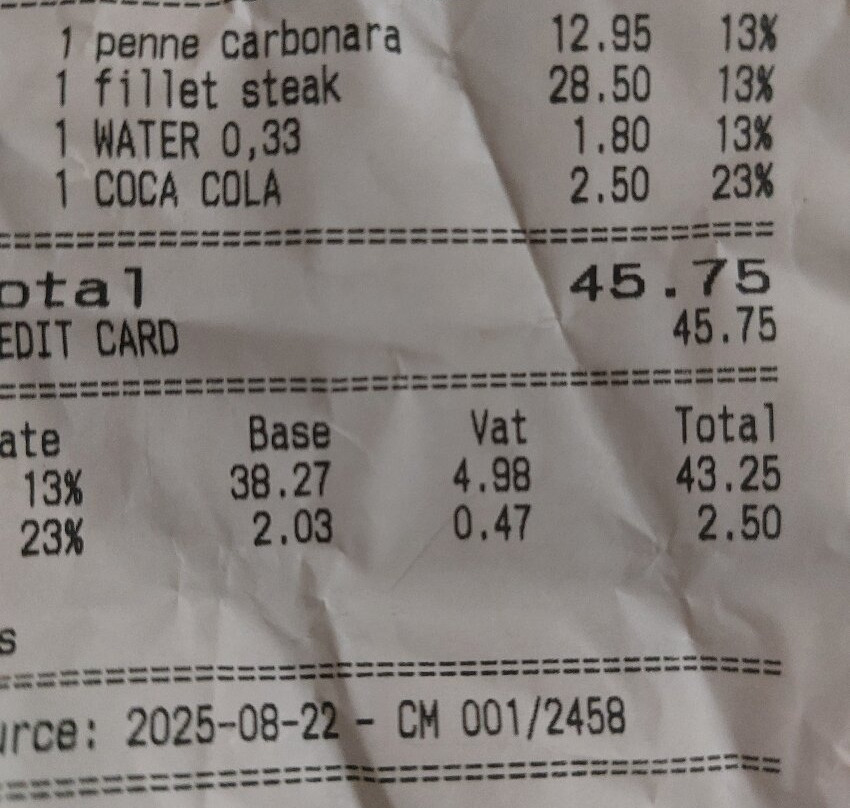 1 penne carbonara 12.95 13%
1 fillet steak 28.50 13%
1 WATER 0,33 1.80 13%
1 COCA COLA 2.50 23%
otal 45.75
EDIT CARD 45.75
ate Base Vat Total
13% 38.27 4.98 43.25
23% 2.03 0.47 2.50
s
urce: 2025-08-22 - CM 001/2458